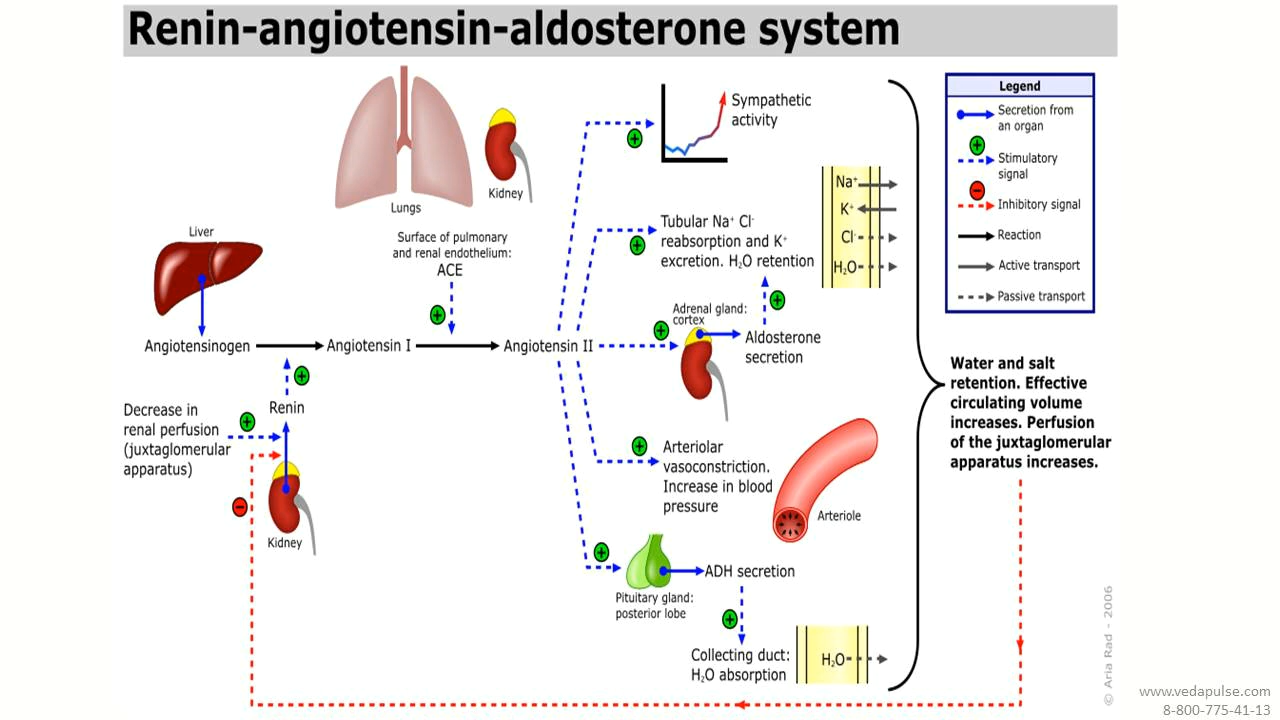 Renin-angiotensin-aldosterone system
Lungs
Kidney
Liver
Surface of pulmonary
and renal endothelium:
ACE
+
Angiotensinogen
Angiotensin I
Angiotensin II
+
Renin
Decrease in
renal perfusion
(juxtaglomerular
apparatus)
+
−
Kidney
+
Sympathetic
activity
+
Tubular Na+ Cl-
reabsorption and K+
excretion. H2O retention
Na+
K+
Cl-
H2O
+
+
Adrenal gland:
cortex
Aldosterone
secretion
+
Arteriolar
vasoconstriction.
Increase in blood
pressure
Arteriole
+
Pituitary gland:
posterior lobe
ADH secretion
+
Collecting duct:
H2O absorption
H2O
Legend
Secretion from
an organ
+
Stimulatory
signal
−
Inhibitory signal
Reaction
Active transport
Passive transport
Water and salt
retention. Effective
circulating volume
increases. Perfusion
of the juxtaglomerular
apparatus increases.
© Aria Rad - 2006
www.vedapulse.com
8-800-775-41-13